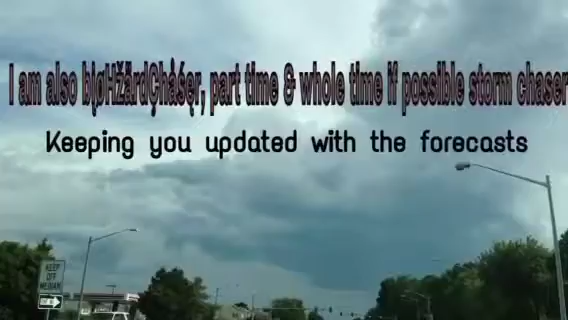 I am also bįoHžãrdÇhåśęr, part time & whole time if possible storm chaser
Keeping you updated with the forecasts
KEEP
OFF
MEDIAN